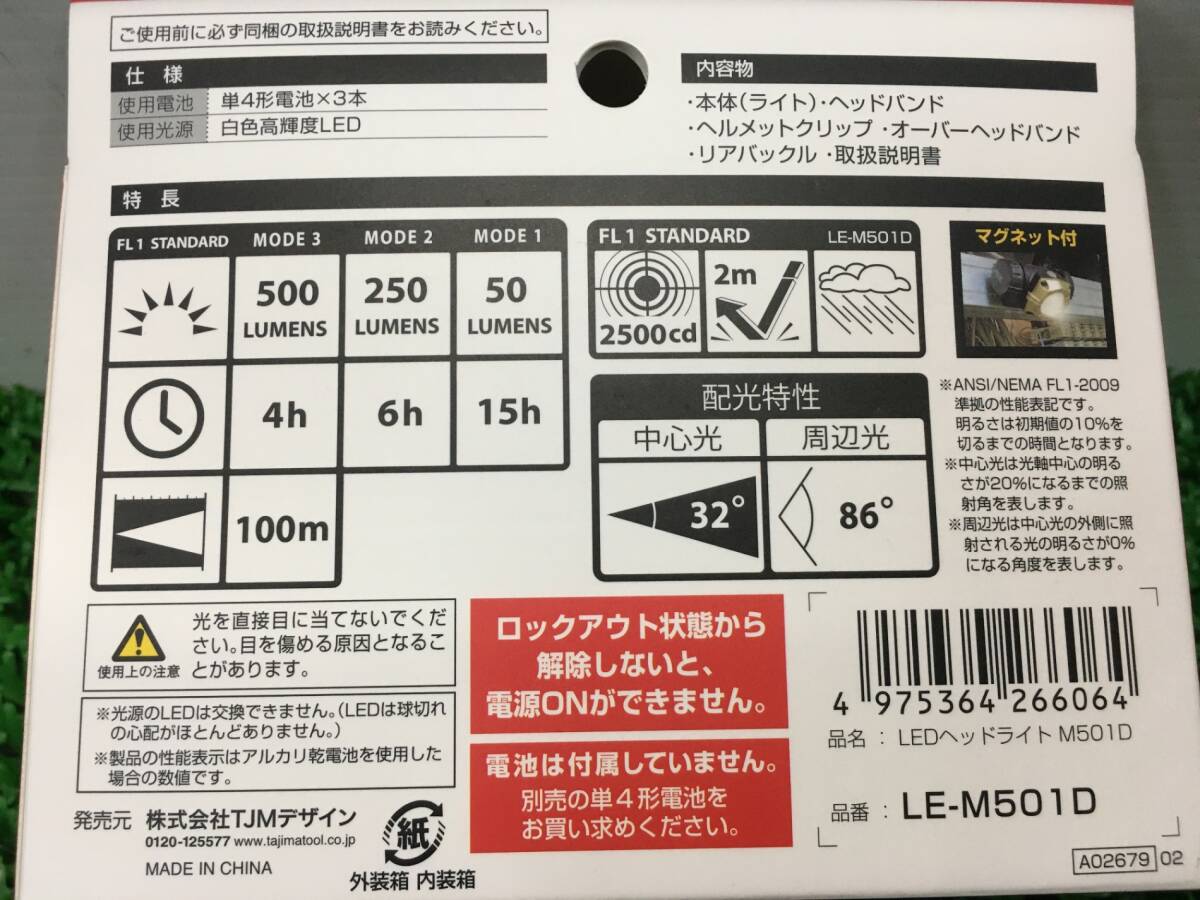 ご使用前に必ず同梱の取扱説明書をお読みください。
仕様
使用電池 単4形電池×3本
使用光源 白色高輝度LED
内容物
・本体(ライト)・ヘッドバンド
・ヘルメットクリップ ・オーバーヘッドバンド
・リアバックル ・取扱説明書
特長
FL1 STANDARD MODE 3 MODE 2 MODE 1
500 LUMENS
250 LUMENS
50 LUMENS
4h 6h 15h
100m
FL1 STANDARD LE-M501D
2500cd
2m
マグネット付
配光特性
中心光 周辺光
32° 86°
※ANSI/NEMA FL1-2009
準拠の性能表記です。
明るさは初期値の10%を
切るまでの時間となります。
※中心光は光軸中心の明る
さが20%になるまでの照
射角を表します。
※周辺光は中心光の外側に照
射される光の明るさが0%
になる角度を表します。
使用上の注意
光を直接目に当てないでくだ
さい。目を傷める原因となるこ
とがあります。
※光源のLEDは交換できません。(LEDは球切れ
の心配がほとんどありません。)
※製品の性能表示はアルカリ乾電池を使用した
場合の数値です。
発売元 株式会社TJMデザイン
0120-125577 www.tajimatool.co.jp
MADE IN CHINA
紙
外装箱 内装箱
ロックアウト状態から
解除しないと、
電源ONができません。
電池は付属していません。
別売の単4形電池を
お買い求めください。
4 975364 266064
品名 : LEDヘッドライト M501D
品番 : LE-M501D
A02679 02